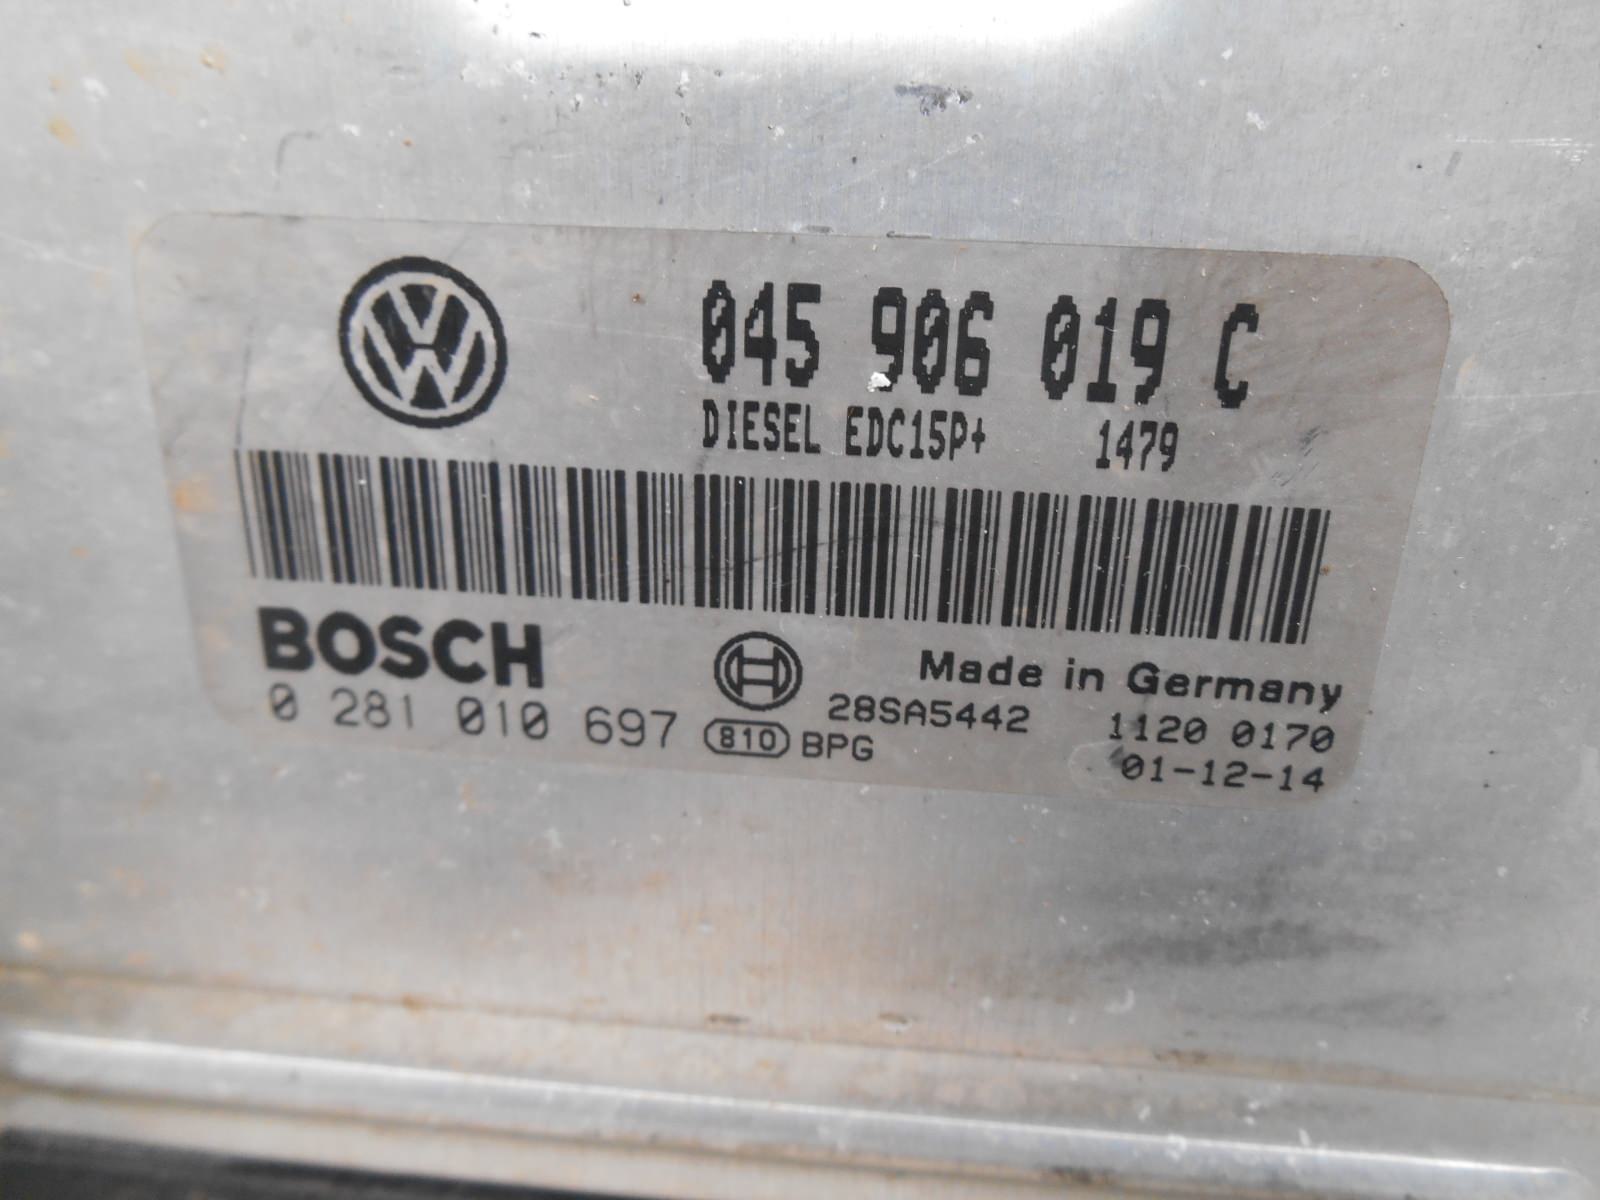 045 906 019 C
DIESEL EDC15P+ 1479
BOSCH
Made in Germany
0 281 010 697 810 BPG 28SA5442 1120 0170
01-12-14